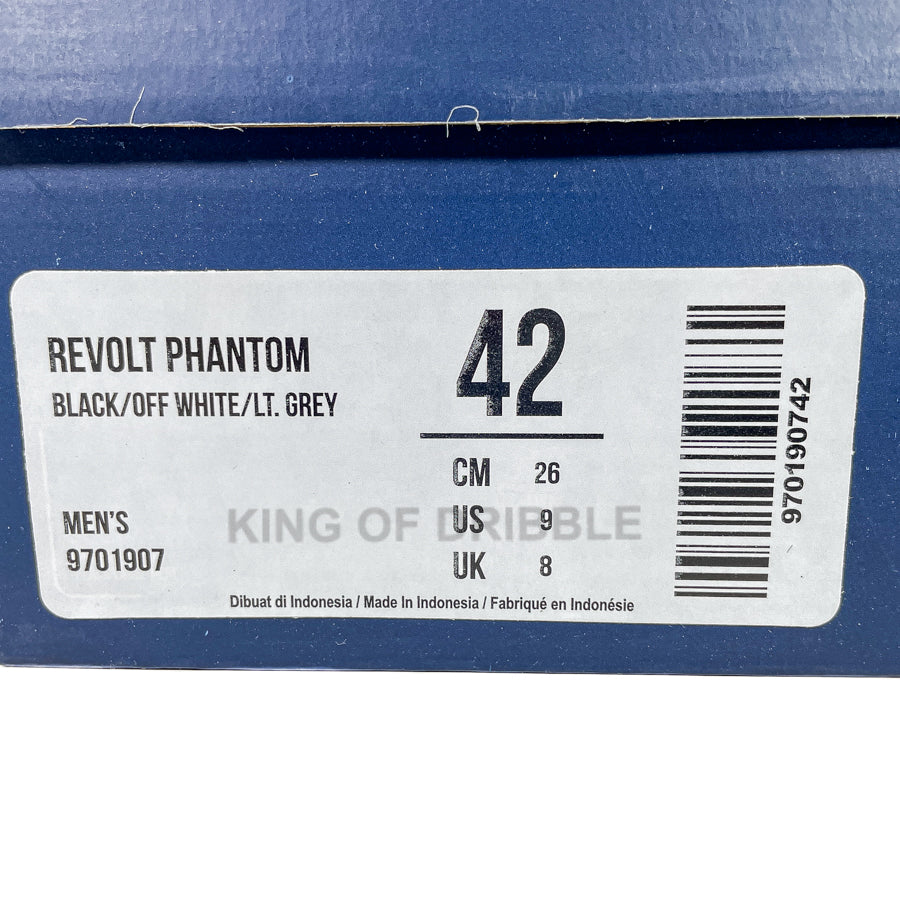 REVOLT PHANTOM
BLACK/OFF WHITE/LT. GREY
MEN'S
9701907
42
CM 26
US 9
UK 8
KING OF DRIBBLE
Dibuat di Indonesia / Made In Indonesia / Fabriqué en Indonésie
970190742